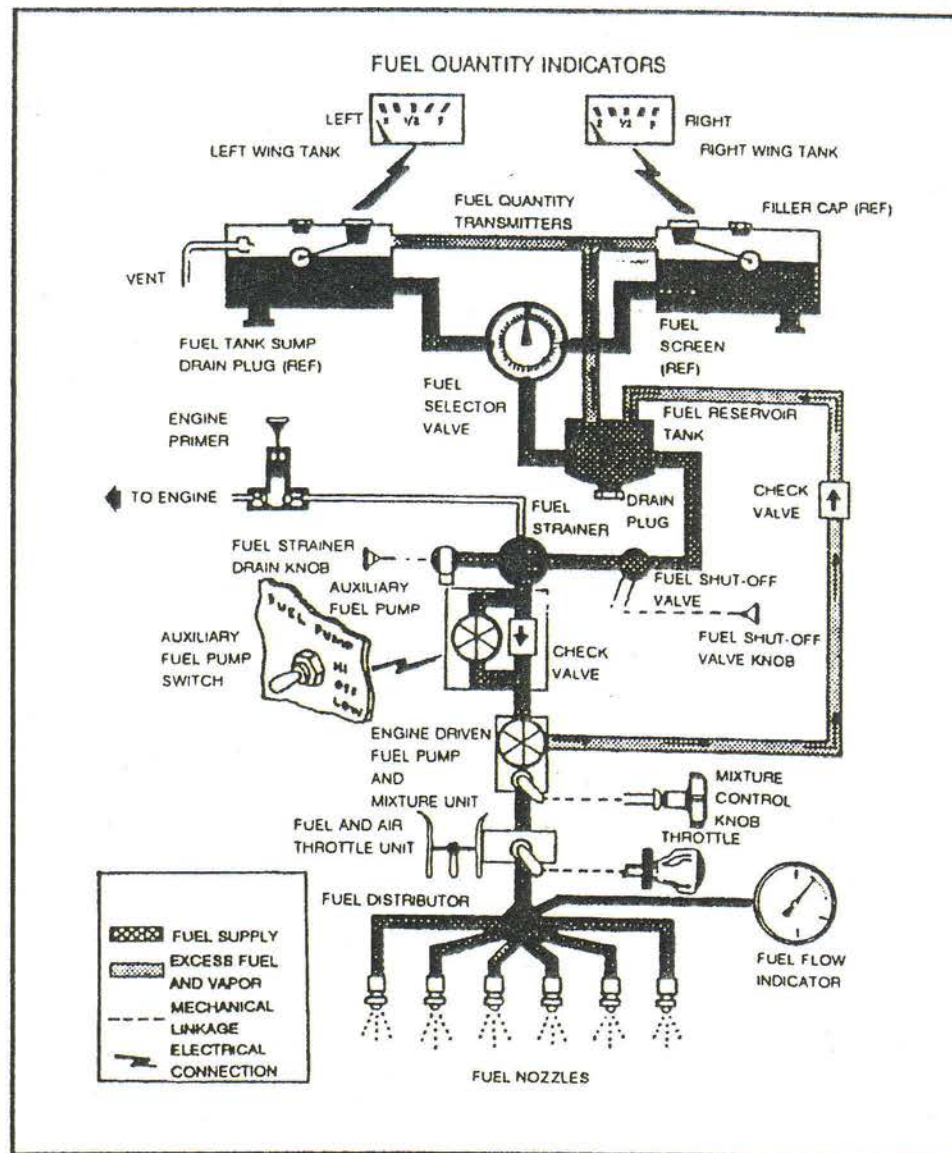 FUEL QUANTITY INDICATORS
LEFT
1/2
F
1/2
F
RIGHT
LEFT WING TANK
RIGHT WING TANK
FUEL QUANTITY
TRANSMITTERS
FILLER CAP (REF)
VENT
FUEL TANK SUMP
DRAIN PLUG (REF)
FUEL
SELECTOR
VALVE
FUEL
SCREEN
(REF)
FUEL RESERVOIR
TANK
ENGINE
PRIMER
TO ENGINE
FUEL
STRAINER
DRAIN
PLUG
CHECK
VALVE
FUEL STRAINER
DRAIN KNOB
AUXILIARY
FUEL PUMP
FUEL SHUT-OFF
VALVE
FUEL SHUT-OFF
VALVE KNOB
FUEL PUMP
HI
OFF
LOW
AUXILIARY
FUEL PUMP
SWITCH
CHECK
VALVE
ENGINE DRIVEN
FUEL PUMP
AND
MIXTURE UNIT
MIXTURE
CONTROL
KNOB
FUEL AND AIR
THROTTLE UNIT
THROTTLE
FUEL DISTRIBUTOR
FUEL FLOW
INDICATOR
FUEL SUPPLY
EXCESS FUEL
AND VAPOR
MECHANICAL
LINKAGE
ELECTRICAL
CONNECTION
FUEL NOZZLES